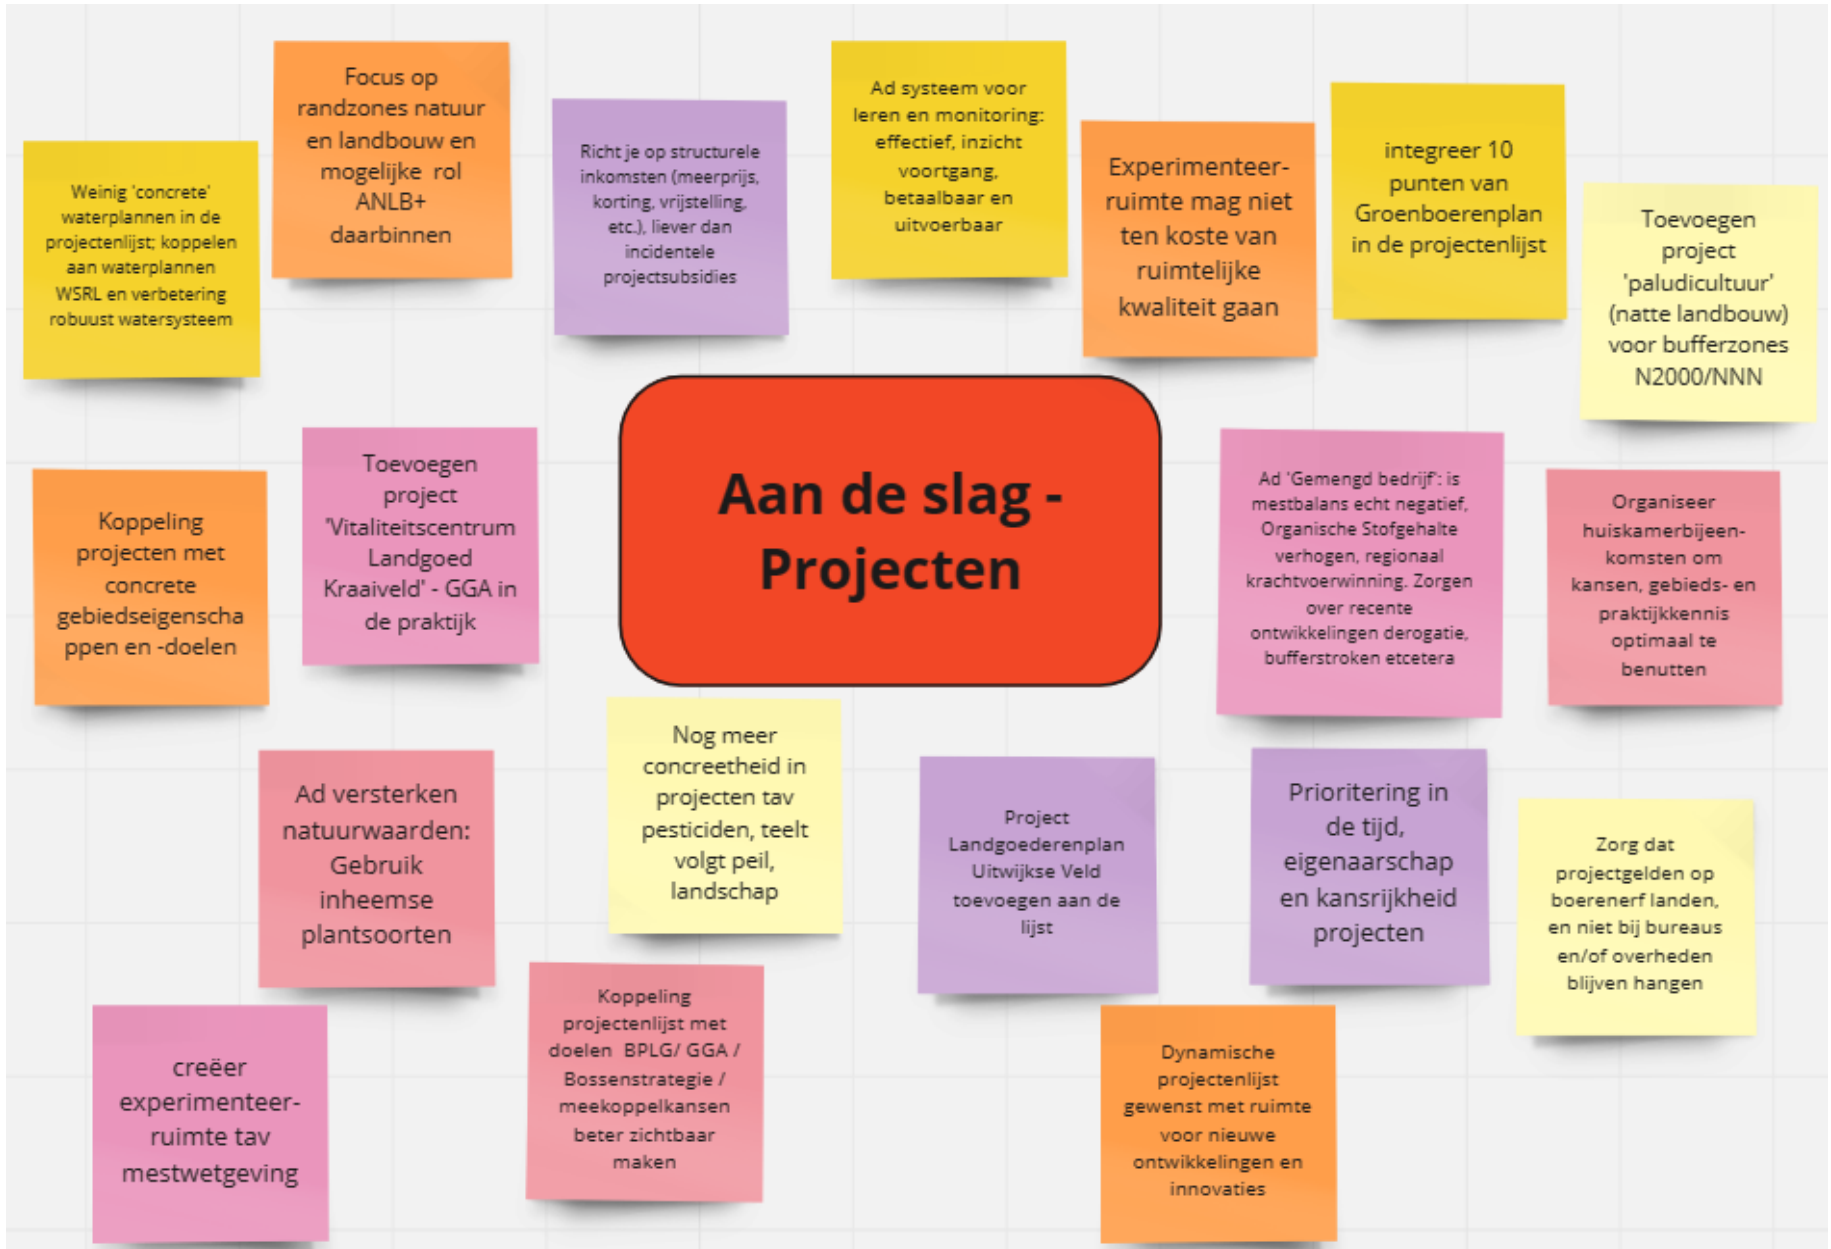 Weinig 'concrete'
waterplannen in de
projectenlijst; koppelen
aan waterplannen
WSRL en verbetering
robuust watersysteem
Focus op
randzones natuur
en landbouw en
mogelijke rol
ANLB+
daarbinnen
Richt je op structurele
inkomsten (meerprijs,
korting, vrijstelling,
etc.), liever dan
incidentele
projectsubsidies
Ad systeem voor
leren en monitoring:
effectief, inzicht
voortgang,
betaalbaar en
uitvoerbaar
Experimenteer-
ruimte mag niet
ten koste van
ruimtelijke
kwaliteit gaan
integreer 10
punten van
Groenboerenplan
in de projectenlijst
Toevoegen
project
'paludicultuur'
(natte landbouw)
voor bufferzones
N2000/NNN
Koppeling
projecten met
concrete
gebiedseigenscha
ppen en -doelen
Toevoegen
project
'Vitaliteitscentrum
Landgoed
Kraaiveld' - GGA in
de praktijk
Aan de slag -
Projecten
Ad 'Gemengd bedrijf': is
mestbalans echt negatief,
Organische Stofgehalte
verhogen, regionaal
krachtvoerwinning. Zorgen
over recente
ontwikkelingen derogatie,
bufferstroken etcetera
Organiseer
huiskamerbijeen-
komsten om
kansen, gebieds- en
praktijkkennis
optimaal te
benutten
Ad versterken
natuurwaarden:
Gebruik
inheemse
plantsoorten
Nog meer
concreetheid in
projecten tav
pesticiden, teelt
volgt peil,
landschap
Project
Landgoederenplan
Uitwijkse Veld
toevoegen aan de
lijst
Prioritering in
de tijd,
eigenaarschap
en kansrijkheid
projecten
Zorg dat
projectgelden op
boerenerf landen,
en niet bij bureaus
en/of overheden
blijven hangen
creëer
experimenteer-
ruimte tav
mestwetgeving
Koppeling
projectenlijst met
doelen BPLG/ GGA /
Bossenstrategie /
meekoppelkansen
beter zichtbaar
maken
Dynamische
projectenlijst
gewenst met ruimte
voor nieuwe
ontwikkelingen en
innovaties